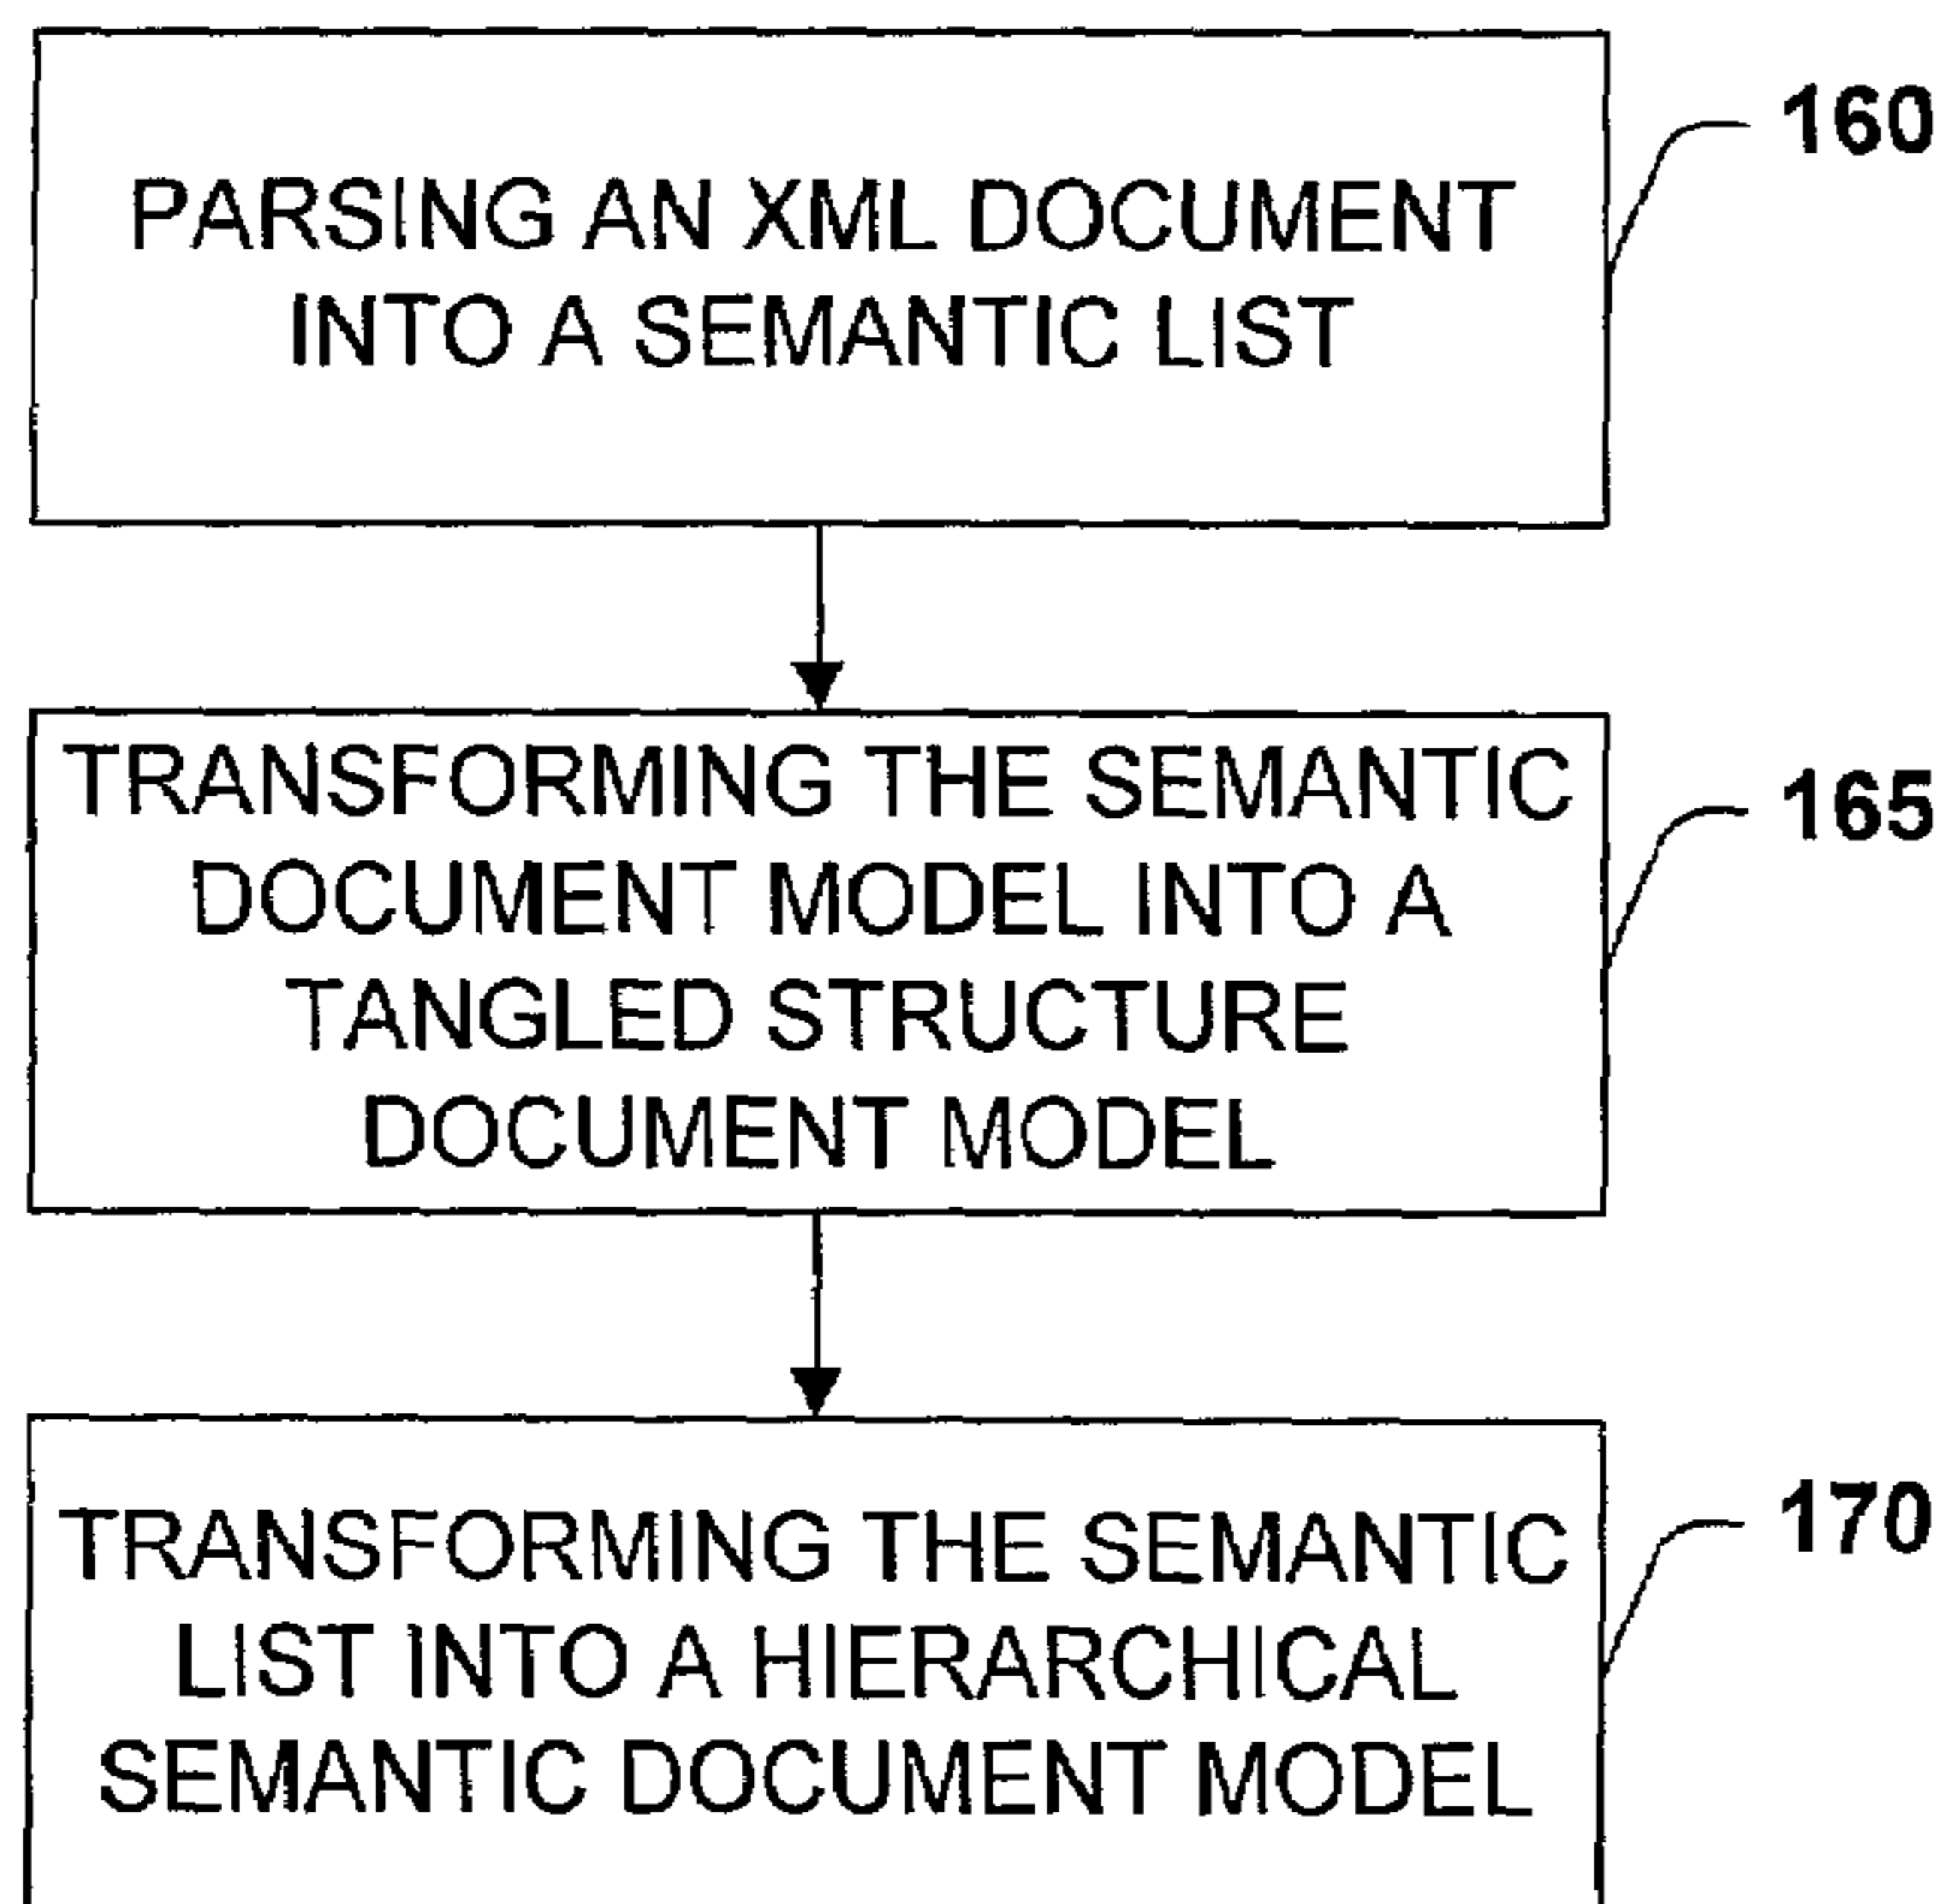 PARSING AN XML DOCUMENT
INTO A SEMANTIC LIST
160
TRANSFORMING THE SEMANTIC
DOCUMENT MODEL INTO A
TANGLED STRUCTURE
DOCUMENT MODEL
165
TRANSFORMING THE SEMANTIC
LIST INTO A HIERARCHICAL
SEMANTIC DOCUMENT MODEL
170